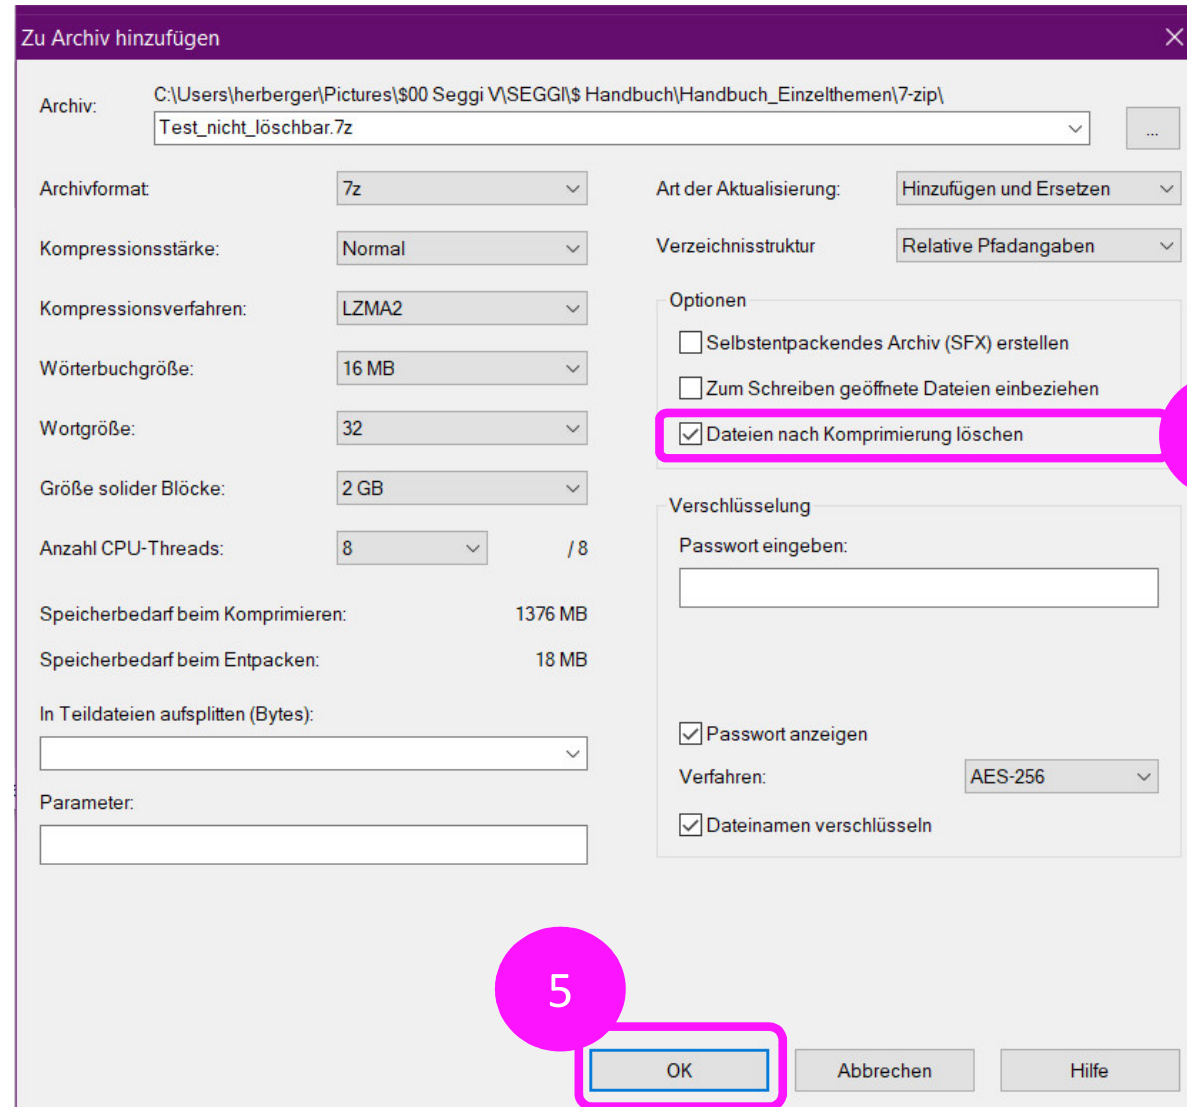 Zu Archiv hinzufügen
Archiv:
C:\Users\herberger\Pictures\$00 Seggi V\SEGGI\$ Handbuch\Handbuch_Einzelthemen\7-zip\
Test_nicht_löschbar.7z
...
Archivformat:
7z
Kompressionsstärke:
Normal
Kompressionsverfahren:
LZMA2
Wörterbuchgröße:
16 MB
Wortgröße:
32
Größe solider Blöcke:
2 GB
Anzahl CPU-Threads:
8
/ 8
Speicherbedarf beim Komprimieren:
1376 MB
Speicherbedarf beim Entpacken:
18 MB
In Teildateien aufsplitten (Bytes):
Parameter:
Art der Aktualisierung:
Hinzufügen und Ersetzen
Verzeichnisstruktur
Relative Pfadangaben
Optionen
Selbstentpackendes Archiv (SFX) erstellen
Zum Schreiben geöffnete Dateien einbeziehen
Dateien nach Komprimierung löschen
Verschlüsselung
Passwort eingeben:
Passwort anzeigen
Verfahren:
AES-256
Dateinamen verschlüsseln
5
OK
Abbrechen
Hilfe